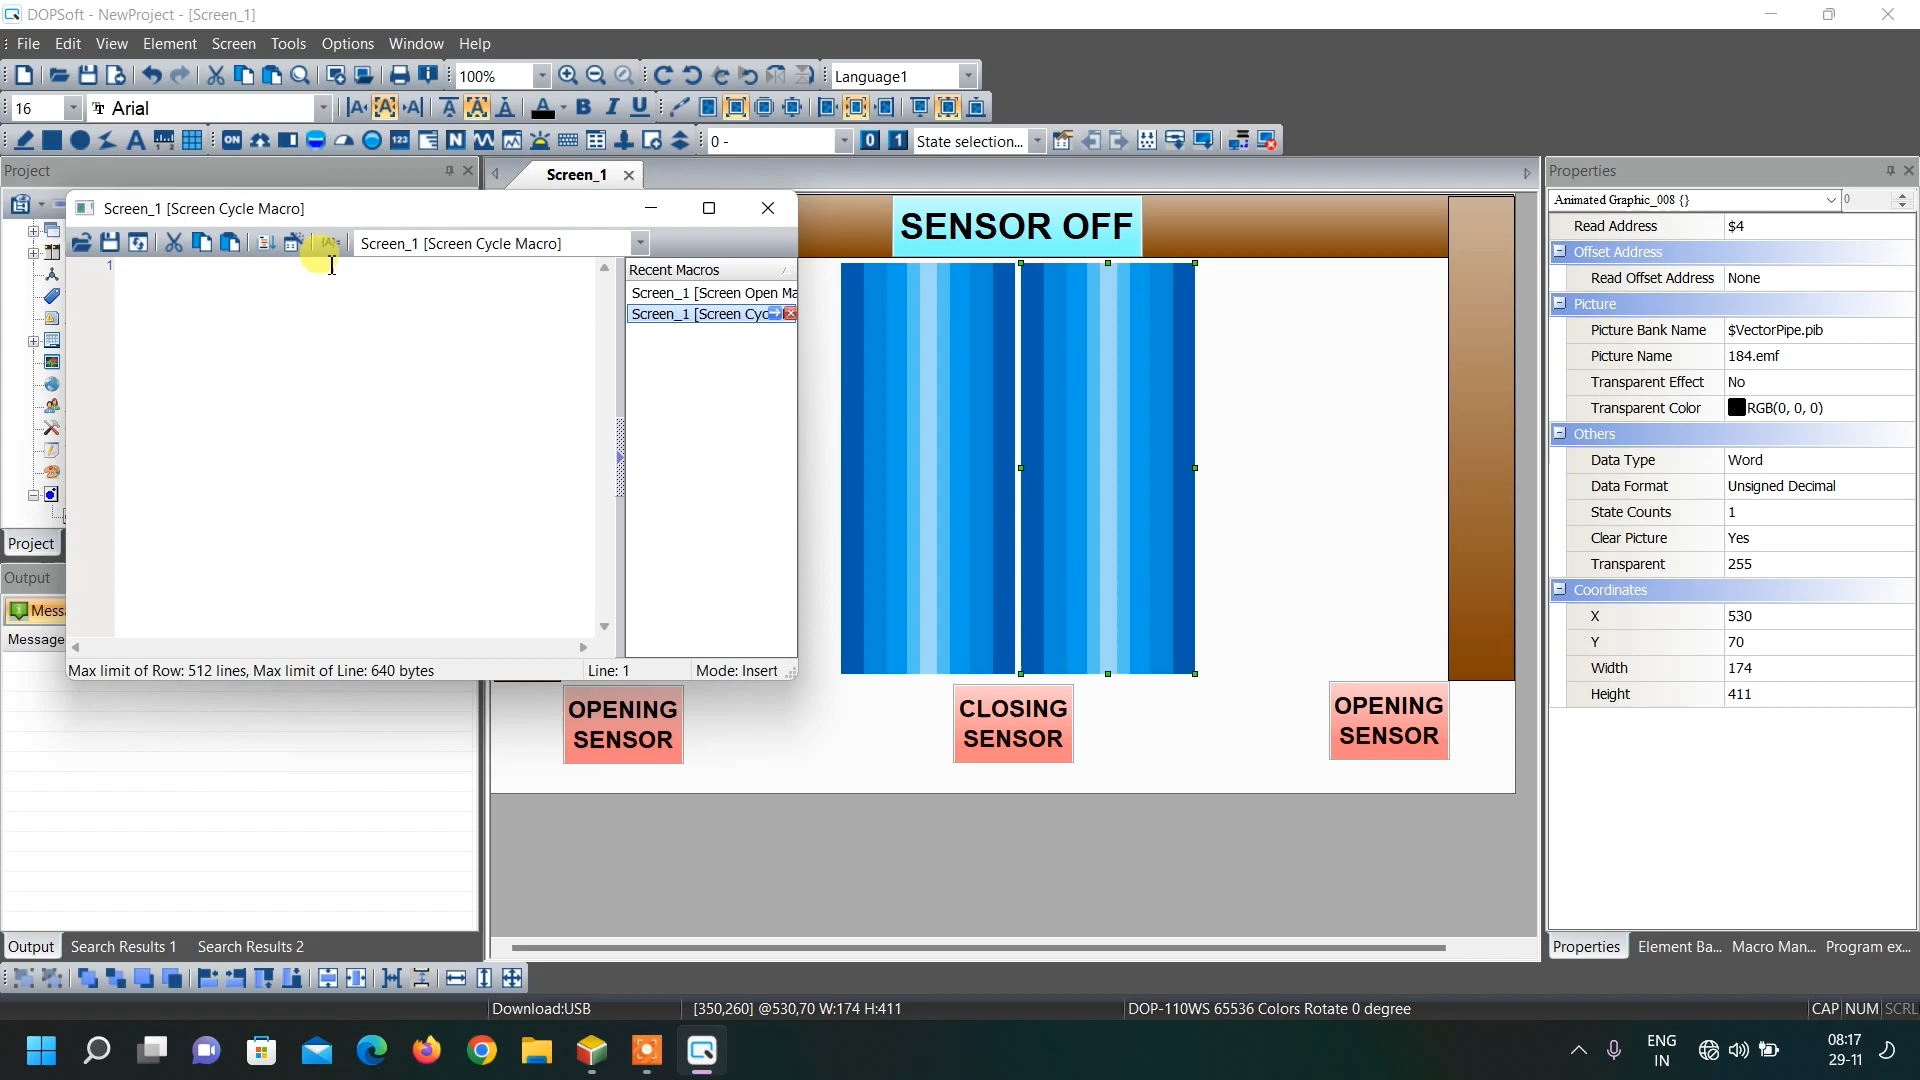 DOPSoft - NewProject - [Screen_1]
File Edit View Element Screen Tools Options Window Help
100%
Language1
16 Arial
0 -
State selection...
Project
Screen_1
Properties
Screen_1 [Screen Cycle Macro]
Screen_1 [Screen Cycle Macro]
1
Recent Macros
Screen_1 [Screen Open Ma
Screen_1 [Screen Cyc
Max limit of Row: 512 lines, Max limit of Line: 640 bytes
Line: 1
Mode: Insert
Project
Output
Messa
Message
SENSOR OFF
OPENING
SENSOR
CLOSING
SENSOR
OPENING
SENSOR
Animated Graphic_008 {}
0
Read Address $4
Offset Address
Read Offset Address None
Picture
Picture Bank Name $VectorPipe.pib
Picture Name 184.emf
Transparent Effect No
Transparent Color RGB(0, 0, 0)
Others
Data Type Word
Data Format Unsigned Decimal
State Counts 1
Clear Picture Yes
Transparent 255
Coordinates
X 530
Y 70
Width 174
Height 411
Output Search Results 1 Search Results 2
Properties Element Ba... Macro Man... Program ex...
Download:USB
[350,260] @530,70 W:174 H:411
DOP-110WS 65536 Colors Rotate 0 degree
CAP NUM SCRL
ENG
IN
08:17
29-11